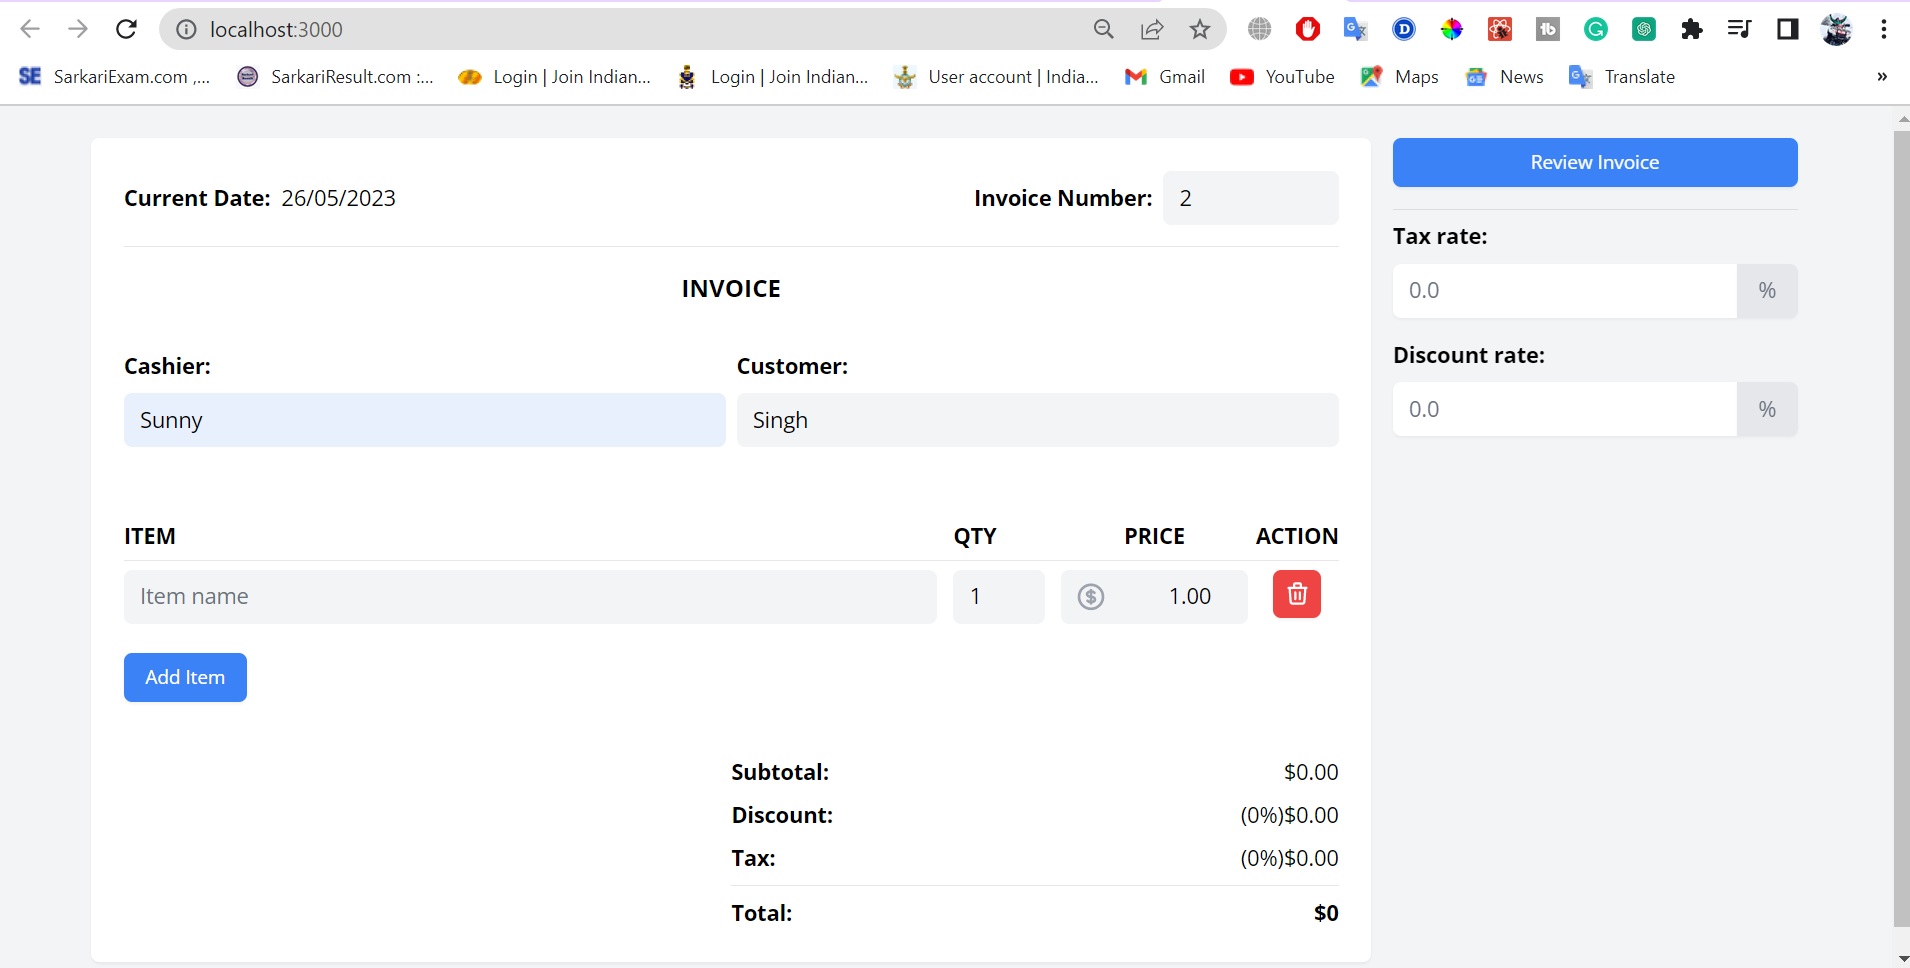 localhost:3000
SE SarkariExam.com ,... SarkariResult.com :... Login | Join Indian... Login | Join Indian... User account | India... Gmail YouTube Maps News Translate »
Review Invoice
Current Date: 26/05/2023 Invoice Number: 2
Tax rate:
0.0 %
INVOICE
Discount rate:
0.0 %
Cashier: Customer:
Sunny Singh
ITEM QTY PRICE ACTION
Item name 1 $ 1.00
Add Item
Subtotal: $0.00
Discount: (0%)$0.00
Tax: (0%)$0.00
Total: $0